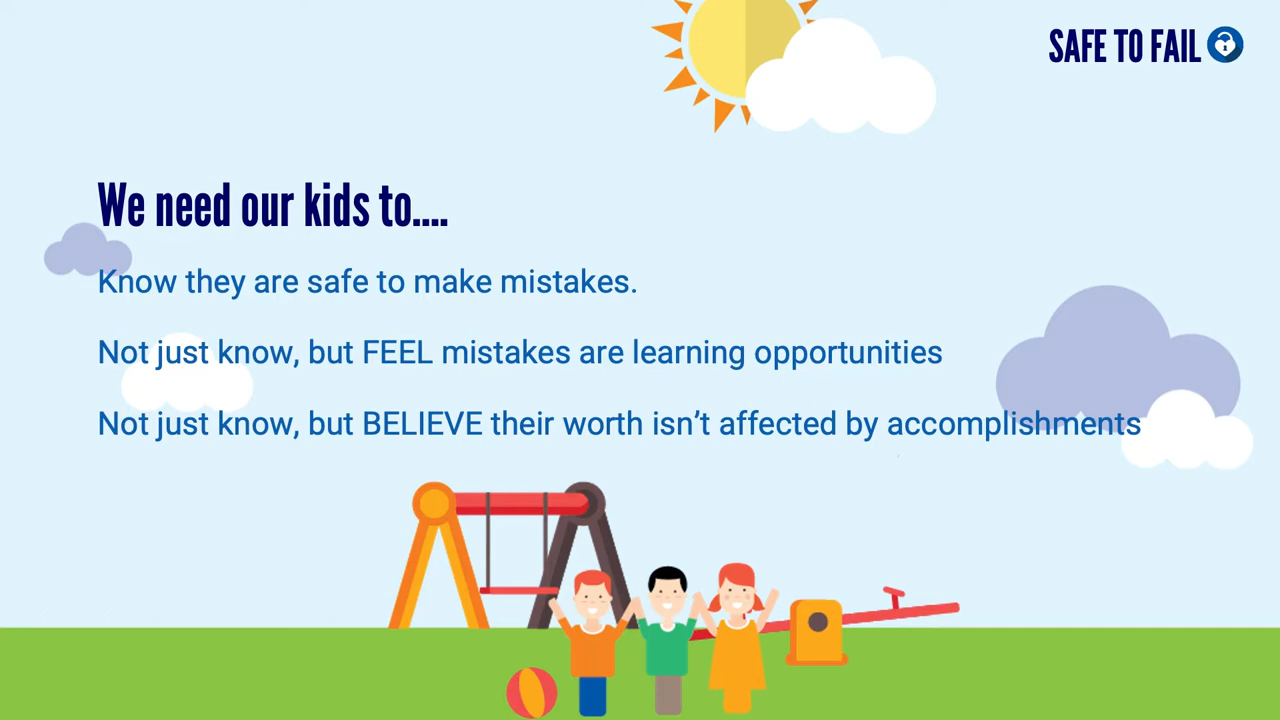 SAFE TO FAIL
We need our kids to....
Know they are safe to make mistakes.
Not just know, but FEEL mistakes are learning opportunities
Not just know, but BELIEVE their worth isn’t affected by accomplishments